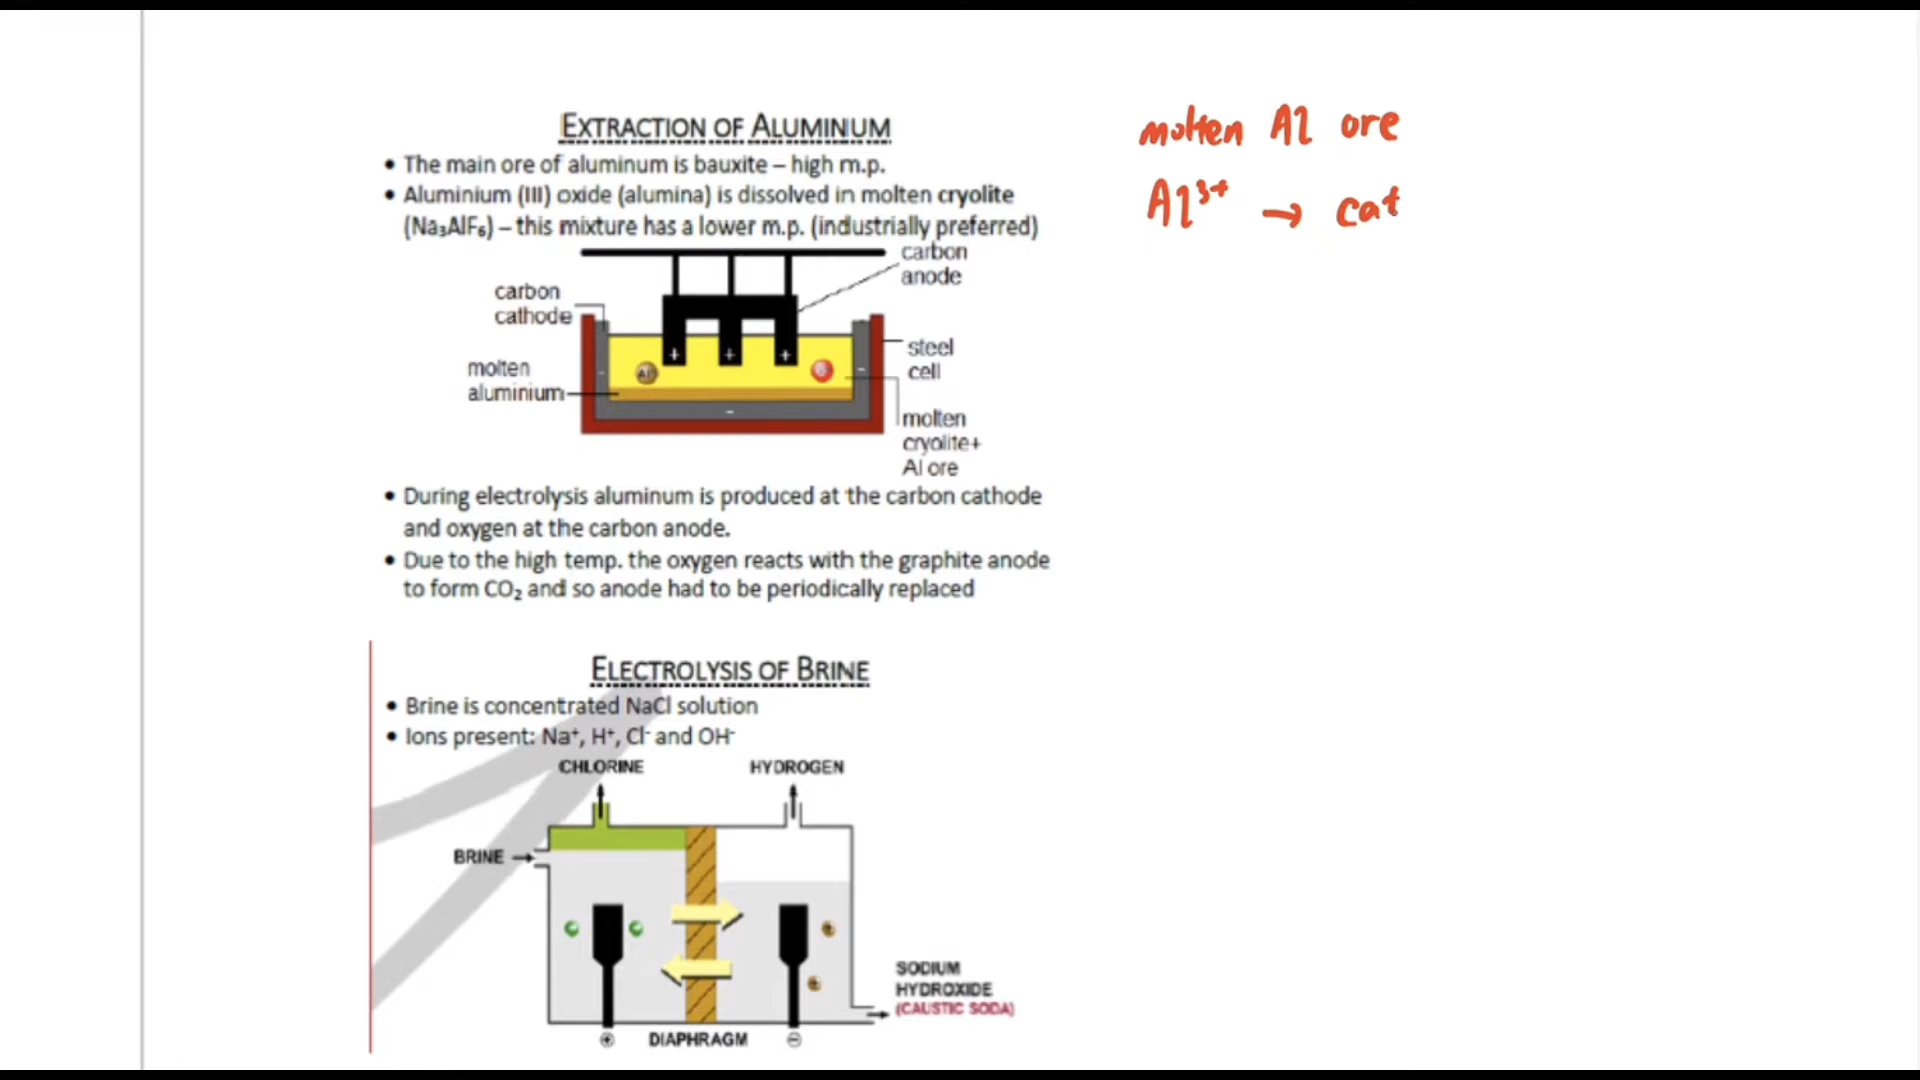 EXTRACTION OF ALUMINUM
• The main ore of aluminum is bauxite – high m.p.
• Aluminium (III) oxide (alumina) is dissolved in molten cryolite
(Na₃AlF₆) – this mixture has a lower m.p. (industrially preferred)
carbon
anode
carbon
cathode
+ + +
steel
cell
molten
aluminium
- - -
molten
cryolite+
Al ore
• During electrolysis aluminum is produced at the carbon cathode
and oxygen at the carbon anode.
• Due to the high temp. the oxygen reacts with the graphite anode
to form CO₂ and so anode had to be periodically replaced
molten Al ore
Al³⁺ → cat
ELECTROLYSIS OF BRINE
• Brine is concentrated NaCl solution
• Ions present: Na⁺, H⁺, Cl⁻ and OH⁻
CHLORINE
HYDROGEN
BRINE
SODIUM
HYDROXIDE
(CAUSTIC SODA)
+ DIAPHRAGM -